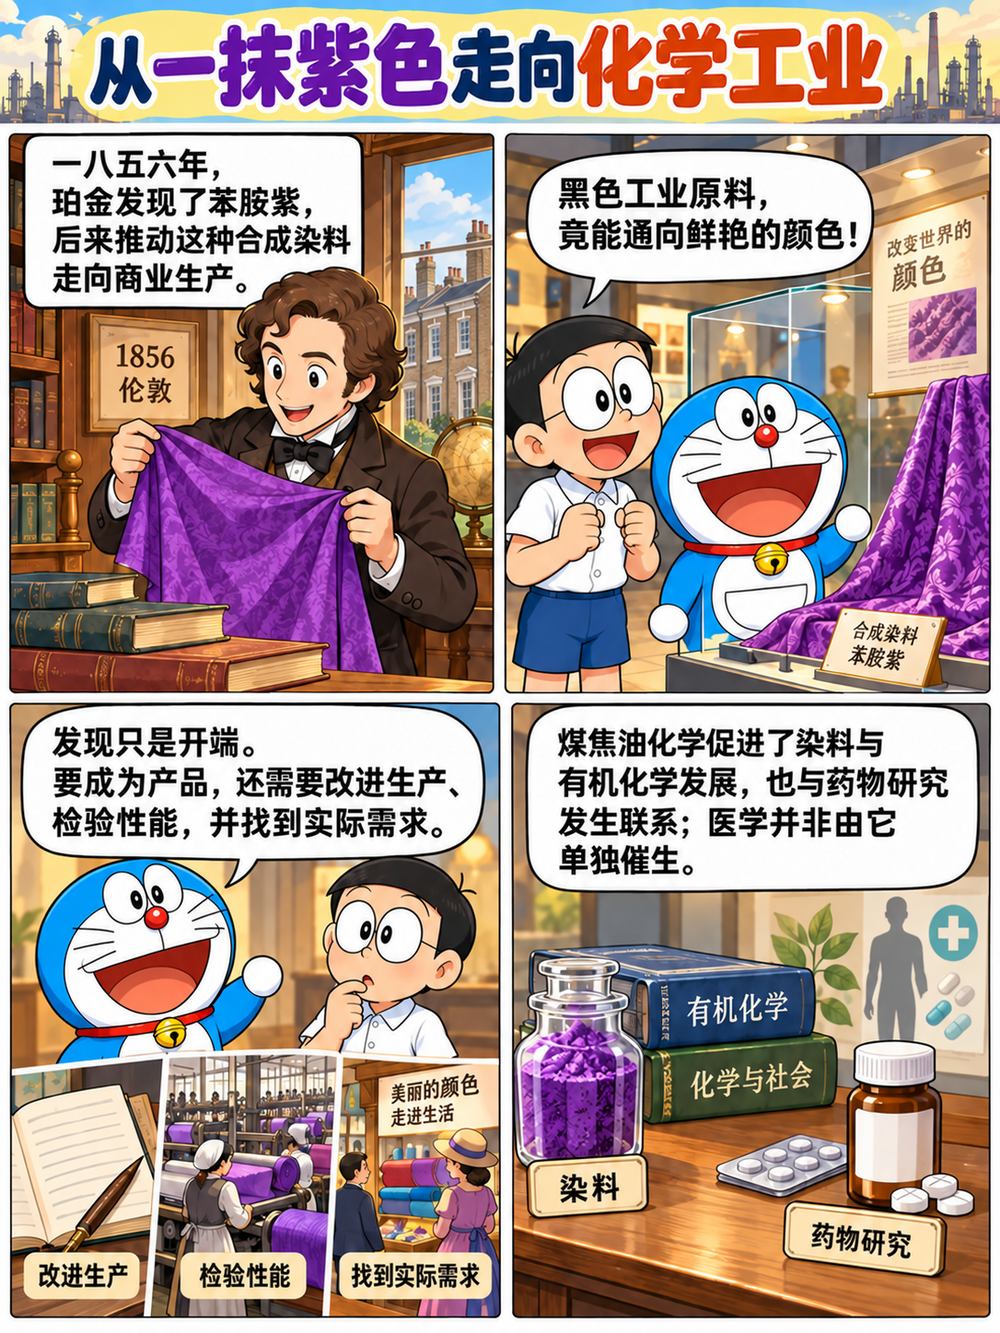 从一抹紫色走向化学工业
一八五六年，
珀金发现了苯胺紫，
后来推动这种合成染料
走向商业生产。
1856
伦敦
黑色工业原料，
竟能通向鲜艳的颜色！
改变世界的
颜色
合成染料
苯胺紫
发现只是开端。
要成为产品，还需要改进生产、
检验性能，并找到实际需求。
美丽的颜色
走进生活
改进生产
检验性能
找到实际需求
煤焦油化学促进了染料与
有机化学发展，也与药物研究
发生联系；医学并非由它
单独催生。
有机化学
化学与社会
染料
药物研究